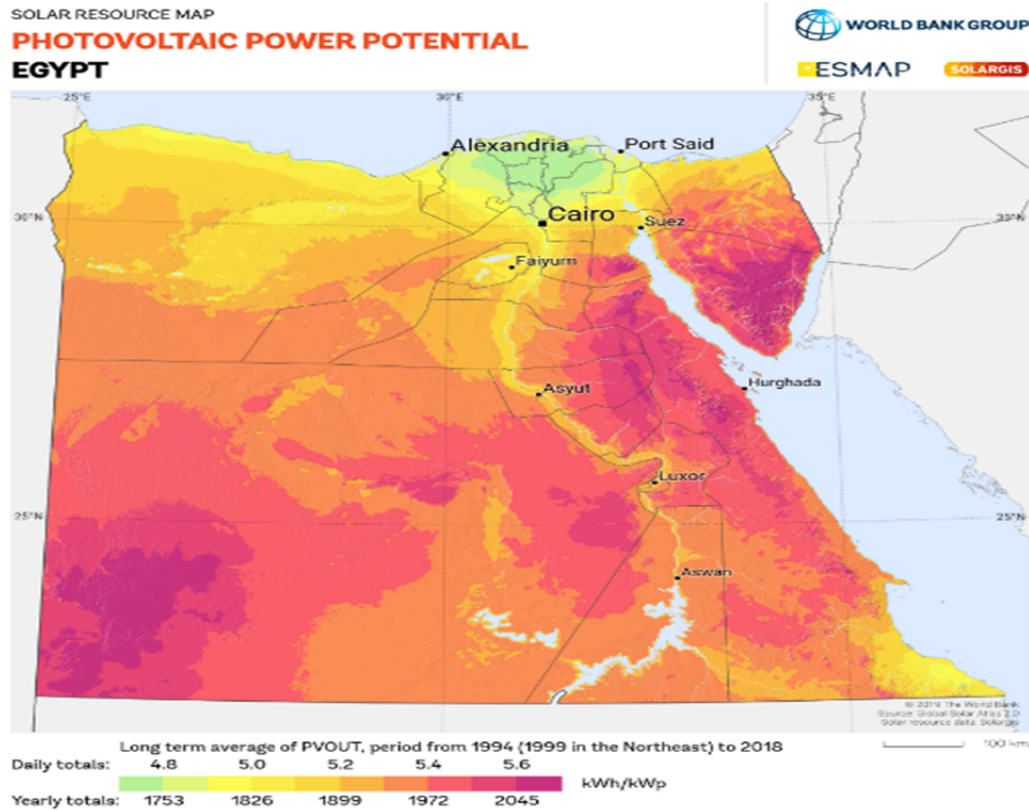 SOLAR RESOURCE MAP
PHOTOVOLTAIC POWER POTENTIAL
EGYPT
WORLD BANK GROUP
ESMAP
SOLARGIS
25°E
30°E
35°E
Alexandria
Port Said
30°N
30°N
Cairo
Suez
Faiyum
Hurghada
Asyut
Luxor
25°N
25°N
Aswan
© 2019 The World Bank
Source: Global Solar Atlas 2.0
Solar resource data: Solargis
Long term average of PVOUT, period from 1994 (1999 in the Northeast) to 2018
100 km
Daily totals: 4.8 5.0 5.2 5.4 5.6
kWh/kWp
Yearly totals: 1753 1826 1899 1972 2045